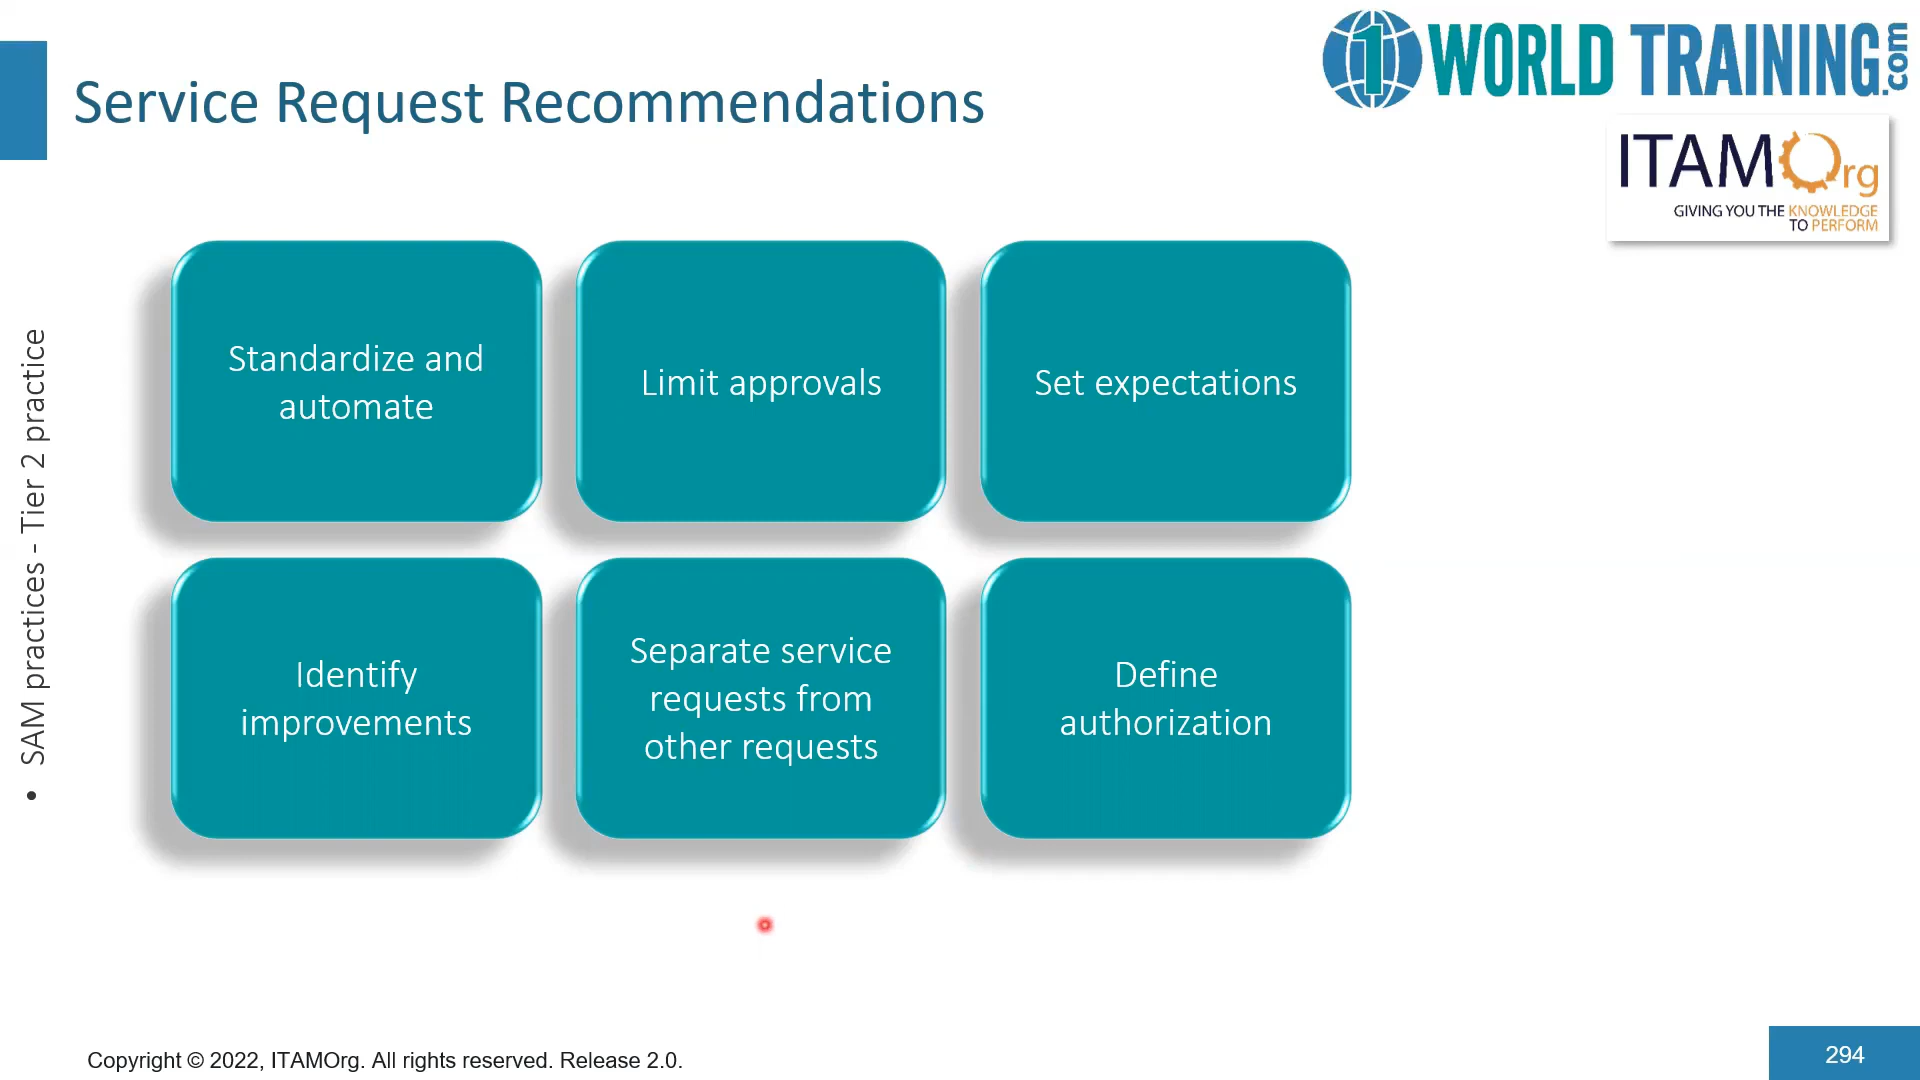 Service Request Recommendations
1WORLD TRAINING.com
ITAMOrg
GIVING YOU THE KNOWLEDGE
TO PERFORM
• SAM practices - Tier 2 practice
Standardize and
automate
Limit approvals
Set expectations
Identify
improvements
Separate service
requests from
other requests
Define
authorization
Copyright © 2022, ITAMOrg. All rights reserved. Release 2.0.
294